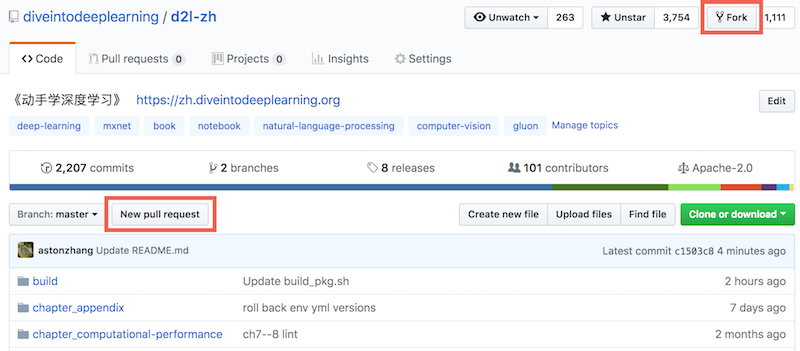 diveintodeeplearning / d2l-zh Unwatch 263 Unstar 3,754 Fork 1,111
Code Pull requests 0 Projects 0 Insights Settings
《动手学深度学习》 https://zh.diveintodeeplearning.org Edit
deep-learning mxnet book notebook natural-language-processing computer-vision gluon Manage topics
2,207 commits 2 branches 8 releases 101 contributors Apache-2.0
Branch: master New pull request Create new file Upload files Find file Clone or download
astonzhang Update README.md Latest commit c1503c8 4 minutes ago
build Update build_pkg.sh 2 hours ago
chapter_appendix roll back env yml versions 7 days ago
chapter_computational-performance ch7--8 lint 2 months ago